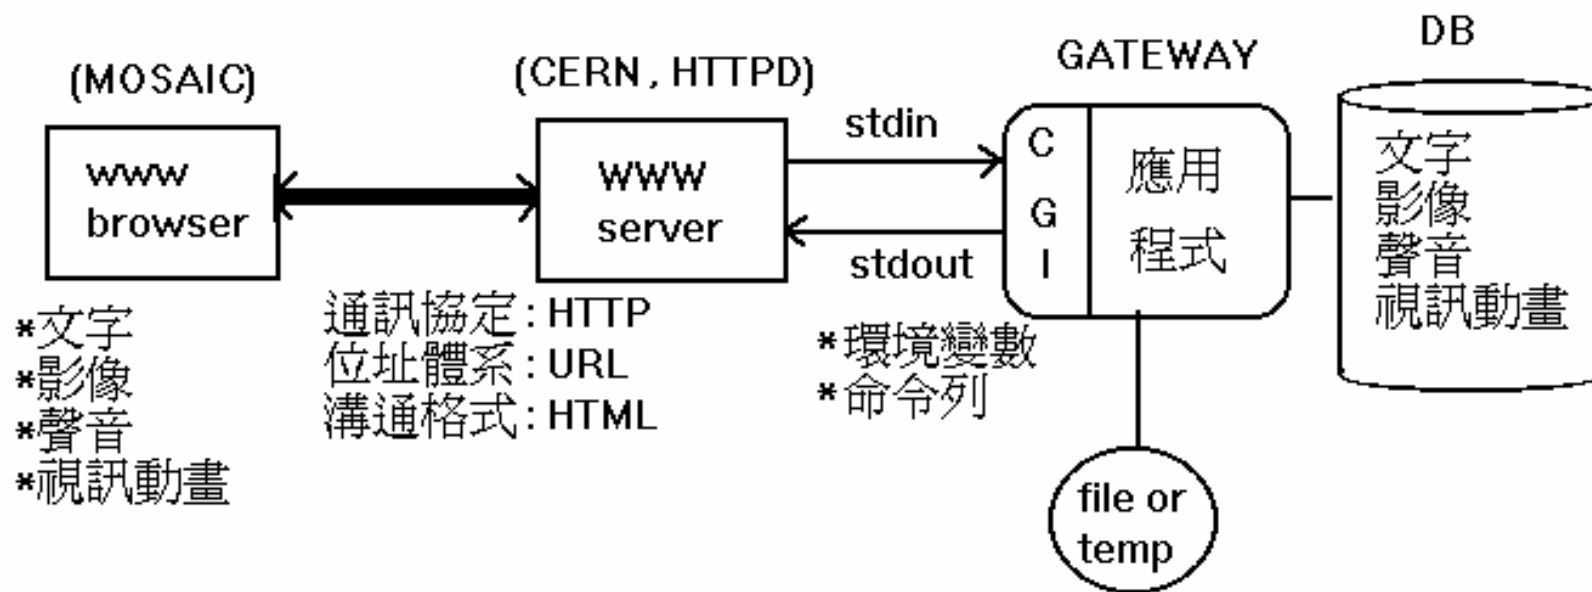 (MOSAIC)
www
browser
*文字
*影像
*聲音
*視訊動畫
(CERN, HTTPD)
WWW
server
通訊協定: HTTP
位址體系: URL
溝通格式: HTML
stdin
stdout
*環境變數
*命令列
GATEWAY
CGI
應用
程式
file or
temp
DB
文字
影像
聲音
視訊動畫